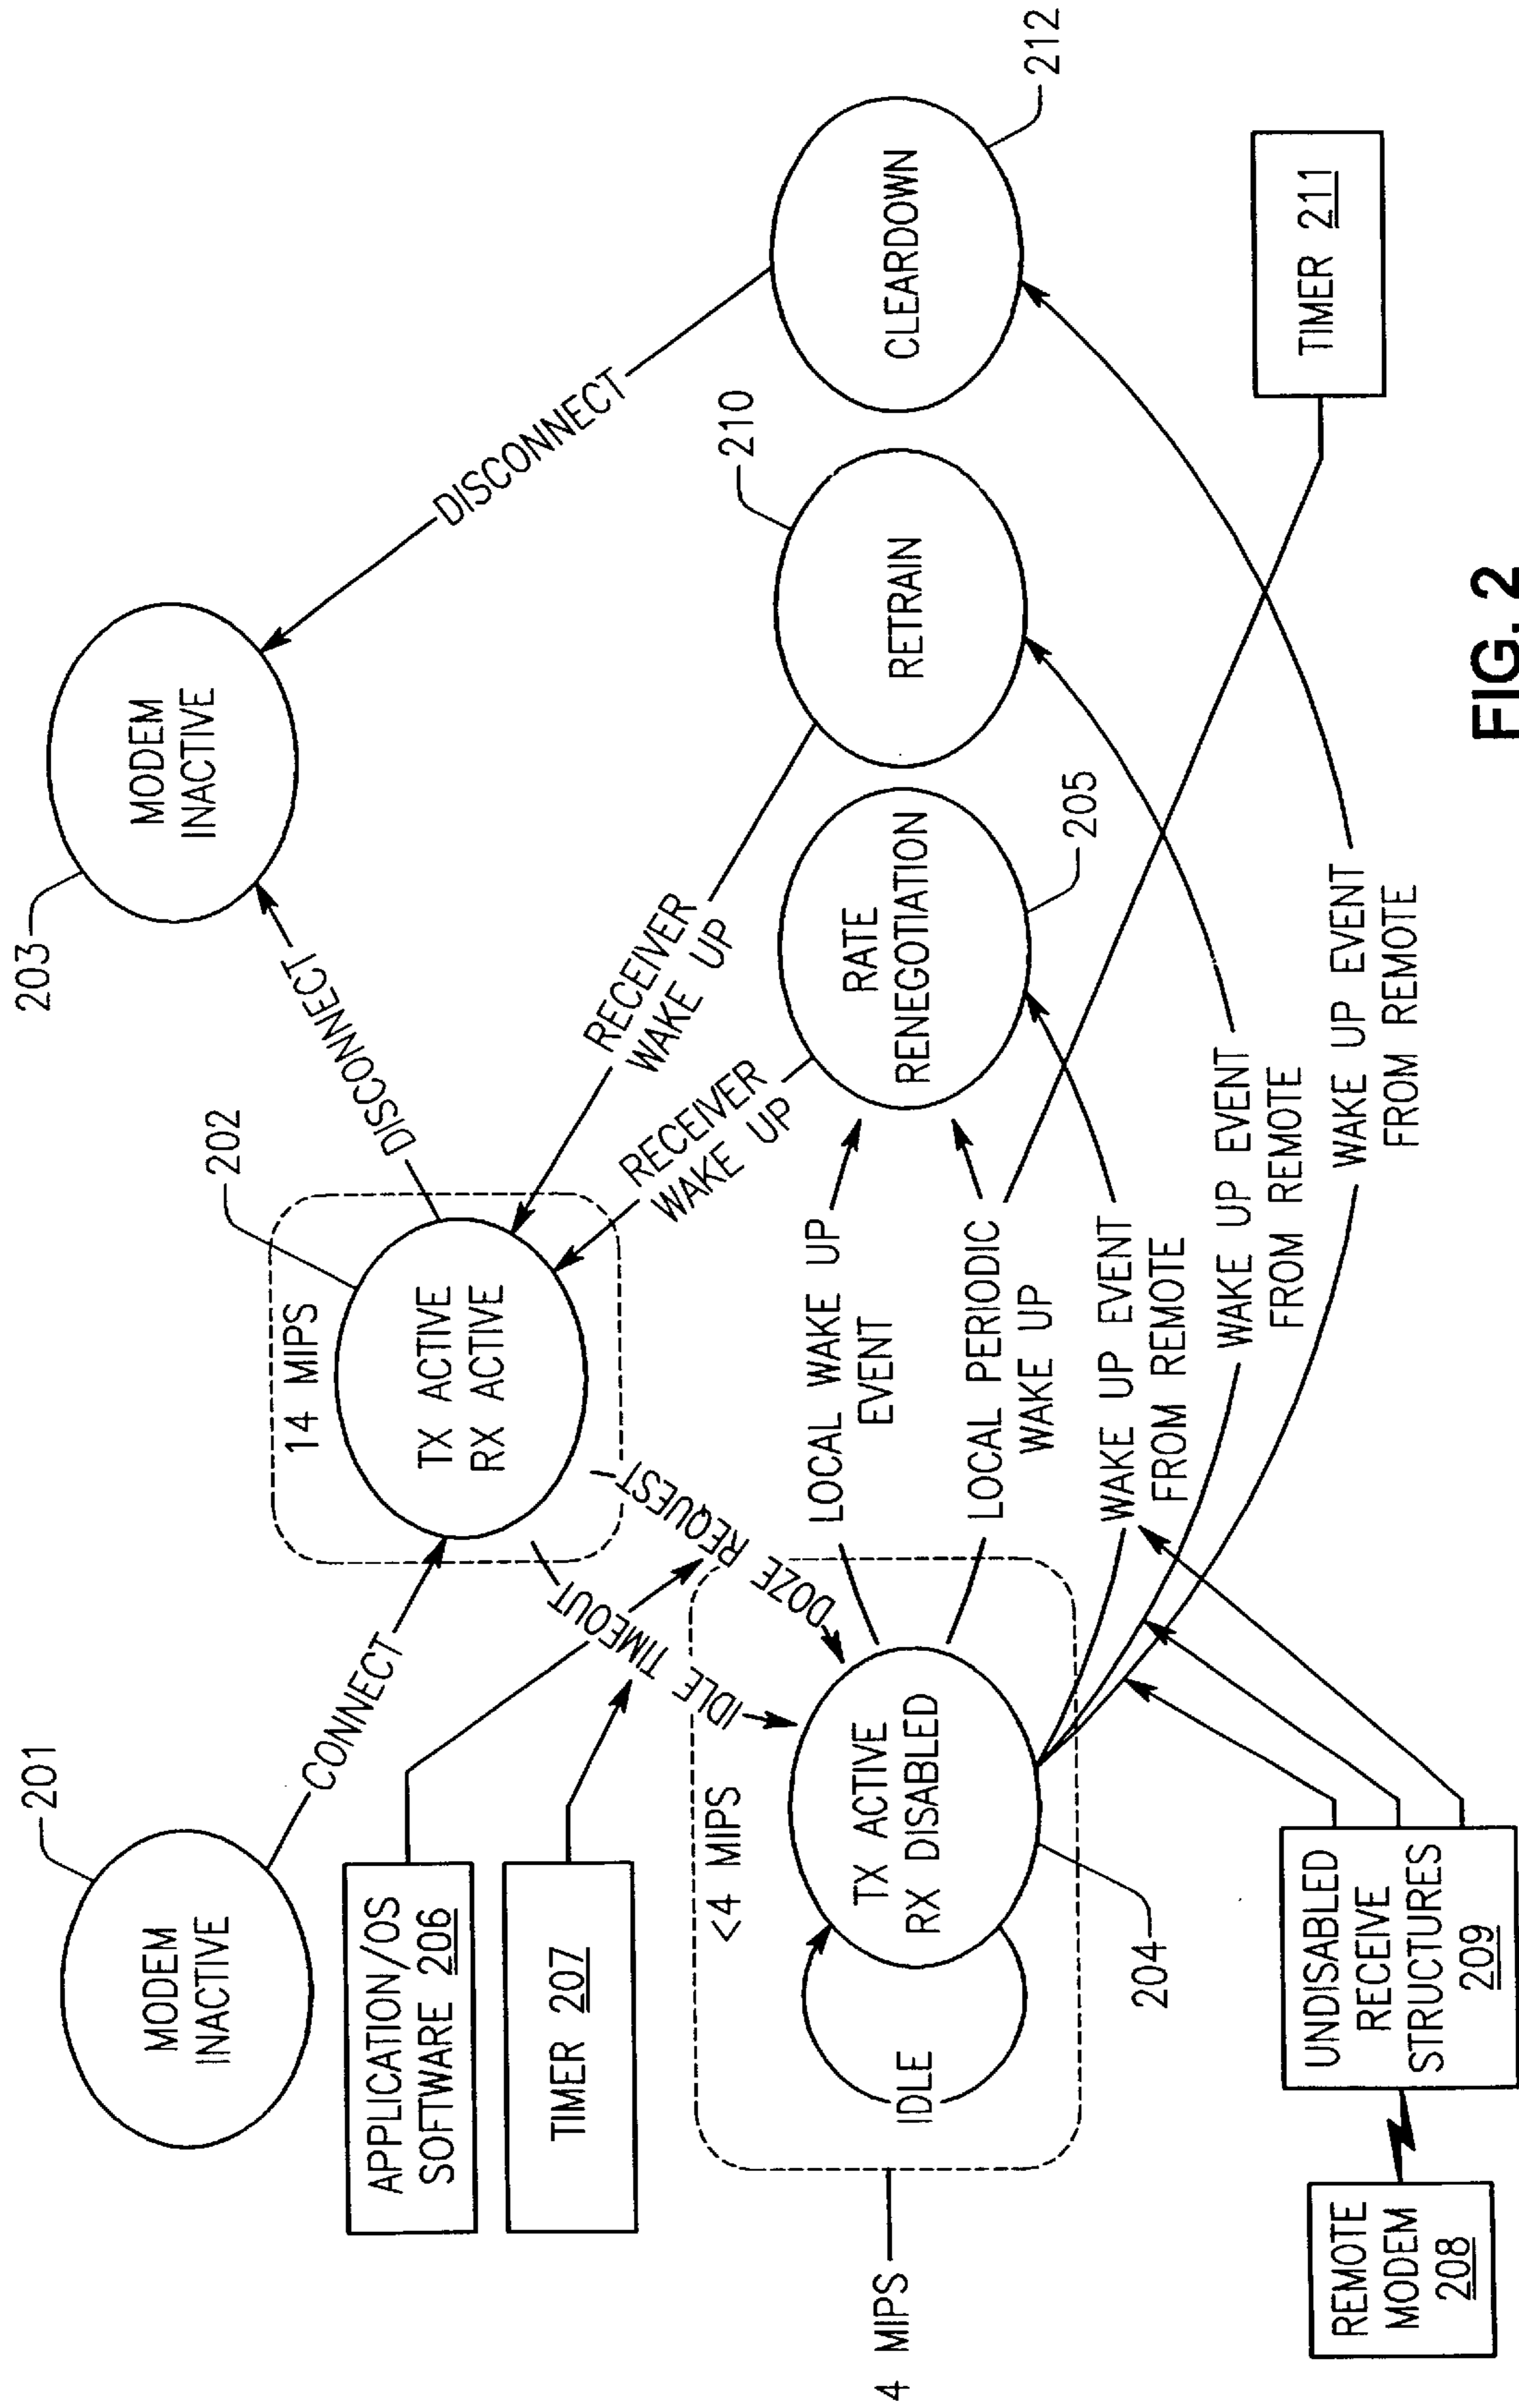 203
MODEM
INACTIVE
201
MODEM
INACTIVE
CONNECT
202
14 MIPS
TX ACTIVE
RX ACTIVE
DISCONNECT
DISCONNECT
APPLICATION/OS
SOFTWARE 206
TIMER 207
IDLE TIMEOUT
DOZE REQUEST
RECEIVER
WAKE UP
RECEIVER
WAKE UP
4 MIPS
<4 MIPS
IDLE
TX ACTIVE
RX DISABLED
204
LOCAL WAKE UP
EVENT
LOCAL PERIODIC
WAKE UP
WAKE UP EVENT
FROM REMOTE
WAKE UP EVENT
FROM REMOTE
WAKE UP EVENT
FROM REMOTE
RATE
RENEGOTIATION
205
RETRAIN
210
CLEARDOWN
212
TIMER 211
REMOTE
MODEM
208
UNDISABLED
RECEIVE
STRUCTURES
209
FIG. 2